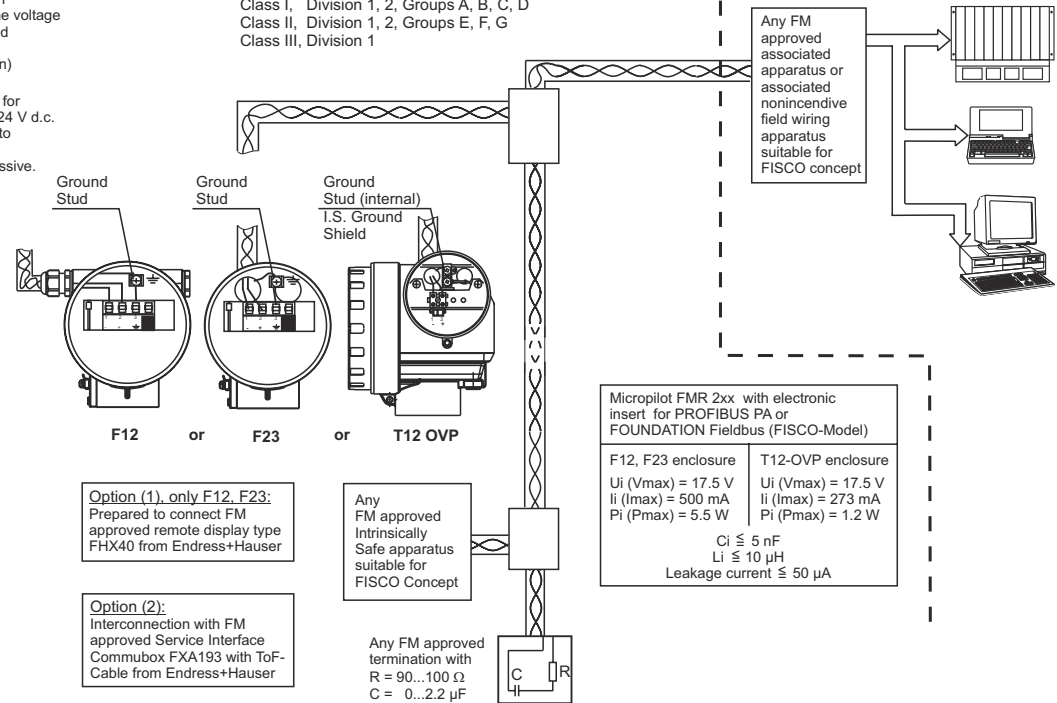 e voltage
d
n)
for
24 V d.c.
to
ssive.
Class I, Division 1, 2, Groups A, B, C, D
Class II, Division 1, 2, Groups E, F, G
Class III, Division 1
Any FM
approved
associated
apparatus or
associated
nonincendive
field wiring
apparatus
suitable for
FISCO concept
Ground
Stud
Ground
Stud
Ground
Stud (internal)
I.S. Ground
Shield
F12 or F23 or T12 OVP
Option (1), only F12, F23:
Prepared to connect FM
approved remote display type
FHX40 from Endress+Hauser
Option (2):
Interconnection with FM
approved Service Interface
Commubox FXA193 with ToF-
Cable from Endress+Hauser
Any
FM approved
Intrinsically
Safe apparatus
suitable for
FISCO Concept
Any FM approved
termination with
R = 90...100 Ω
C = 0...2.2 µF
C
R
Micropilot FMR 2xx with electronic
insert for PROFIBUS PA or
FOUNDATION Fieldbus (FISCO-Model)
F12, F23 enclosure
Ui (Vmax) = 17.5 V
Ii (Imax) = 500 mA
Pi (Pmax) = 5.5 W
T12-OVP enclosure
Ui (Vmax) = 17.5 V
Ii (Imax) = 273 mA
Pi (Pmax) = 1.2 W
Ci ≦ 5 nF
Li ≦ 10 µH
Leakage current ≦ 50 µA